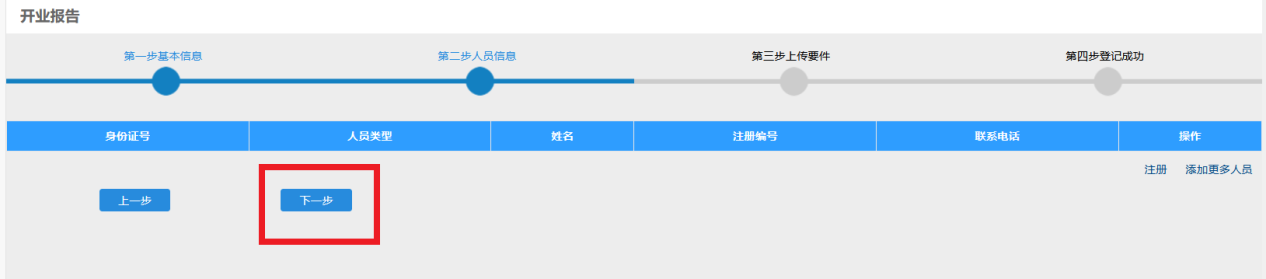 开业报告
第一步基本信息 第二步人员信息 第三步上传要件 第四步登记成功
身份证号 人员类型 姓名 注册编号 联系电话 操作
注册 添加更多人员
上一步 下一步